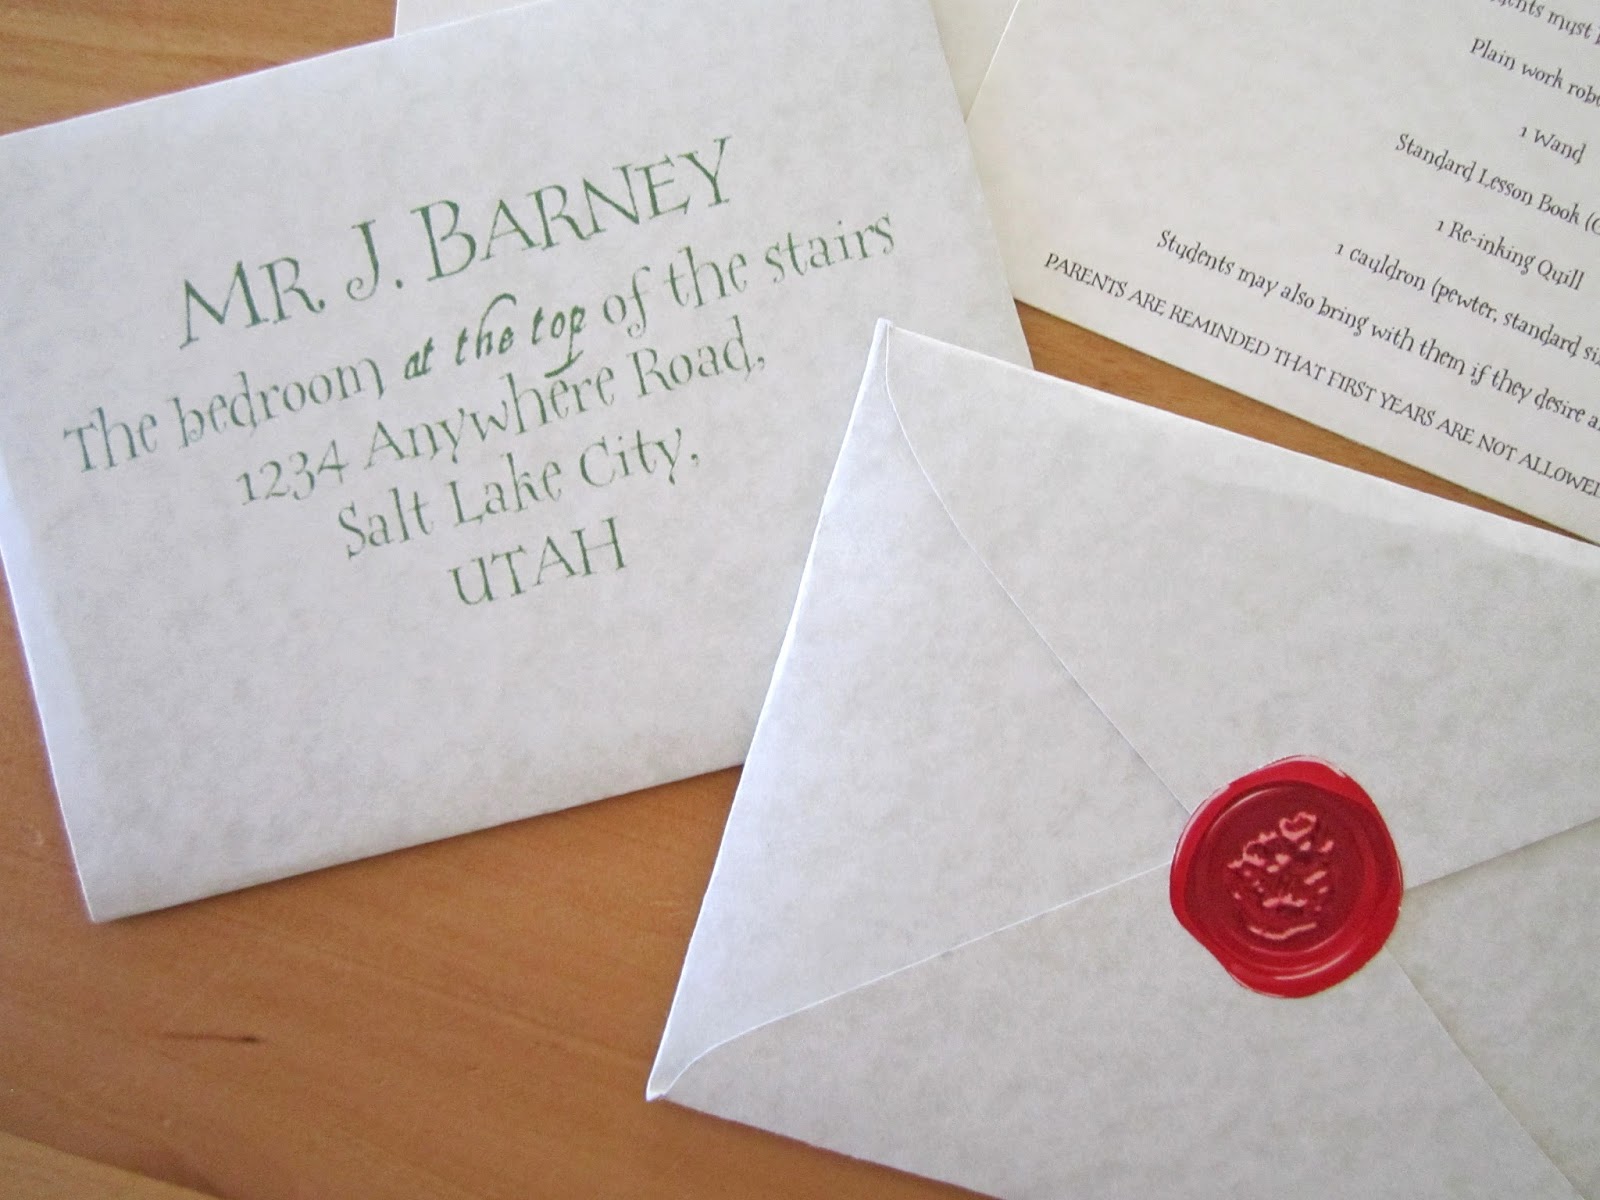 MR. J. BARNEY
The bedroom at the top of the stairs
1234 Anywhere Road,
Salt Lake City,
UTAH
must
Plain work
1 Wand
Standard Lesson Book
1 Re-inking Quill
1 cauldron (pewter, standard
Students may also bring with them if they desire
PARENTS ARE REMINDED THAT FIRST YEARS ARE NOT ALLOWED